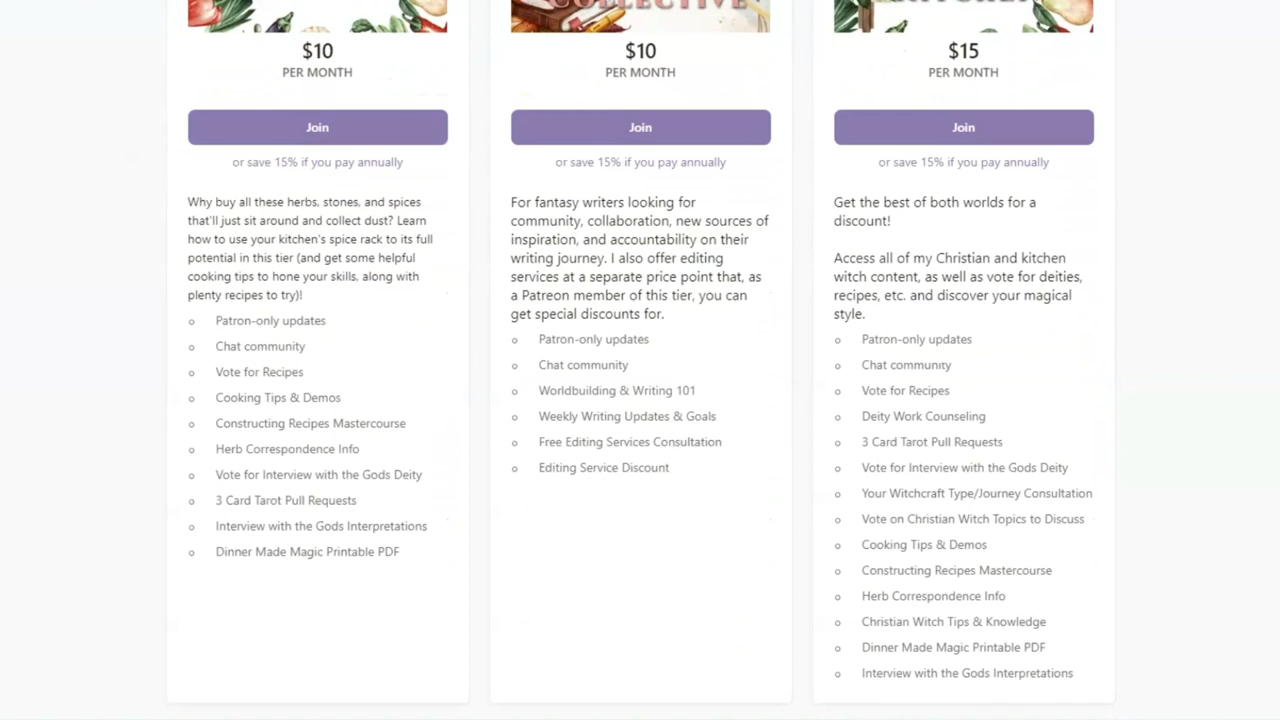 COLLECTIVE
$10
PER MONTH
Join
or save 15% if you pay annually
Why buy all these herbs, stones, and spices
that'll just sit around and collect dust? Learn
how to use your kitchen's spice rack to its full
potential in this tier (and get some helpful
cooking tips to hone your skills, along with
plenty recipes to try)!
Patron-only updates
Chat community
Vote for Recipes
Cooking Tips & Demos
Constructing Recipes Mastercourse
Herb Correspondence Info
Vote for Interview with the Gods Deity
3 Card Tarot Pull Requests
Interview with the Gods Interpretations
Dinner Made Magic Printable PDF
$10
PER MONTH
Join
or save 15% if you pay annually
For fantasy writers looking for
community, collaboration, new sources of
inspiration, and accountability on their
writing journey. I also offer editing
services at a separate price point that, as
a Patreon member of this tier, you can
get special discounts for.
Patron-only updates
Chat community
Worldbuilding & Writing 101
Weekly Writing Updates & Goals
Free Editing Services Consultation
Editing Service Discount
$15
PER MONTH
Join
or save 15% if you pay annually
Get the best of both worlds for a
discount!
Access all of my Christian and kitchen
witch content, as well as vote for deities,
recipes, etc. and discover your magical
style.
Patron-only updates
Chat community
Vote for Recipes
Deity Work Counseling
3 Card Tarot Pull Requests
Vote for Interview with the Gods Deity
Your Witchcraft Type/Journey Consultation
Vote on Christian Witch Topics to Discuss
Cooking Tips & Demos
Constructing Recipes Mastercourse
Herb Correspondence Info
Christian Witch Tips & Knowledge
Dinner Made Magic Printable PDF
Interview with the Gods Interpretations